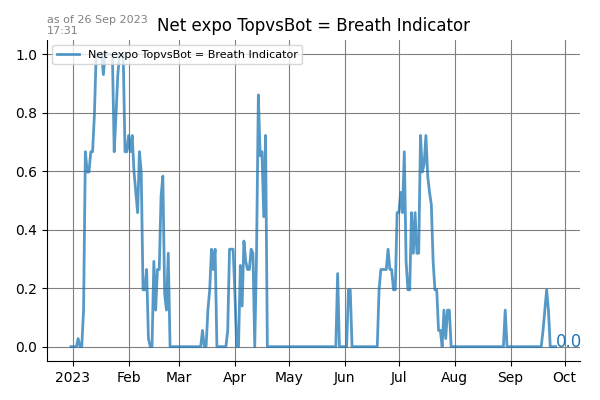 as of 26 Sep 2023
17:31
Net expo TopvsBot = Breath Indicator
Net expo TopvsBot = Breath Indicator
1.0
0.8
0.6
0.4
0.2
0.0
0.0
2023 Feb Mar Apr May Jun Jul Aug Sep Oct